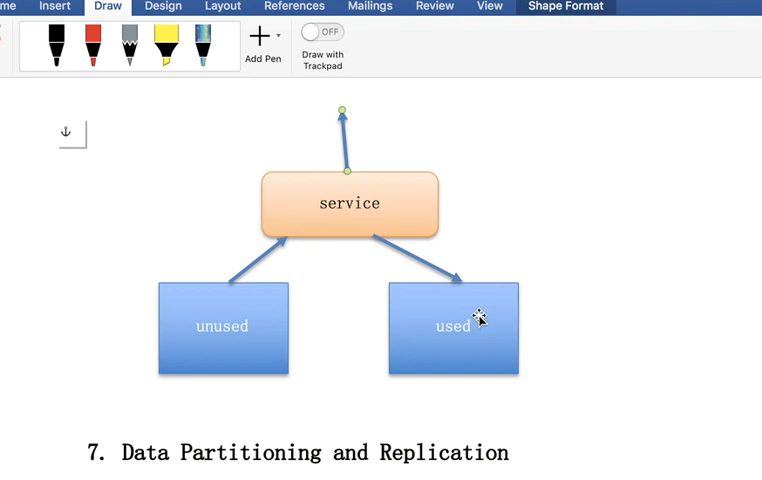 me Insert Draw Design Layout References Mailings Review View Shape Format
OFF
Add Pen
Draw with
Trackpad
service
unused
used
7. Data Partitioning and Replication